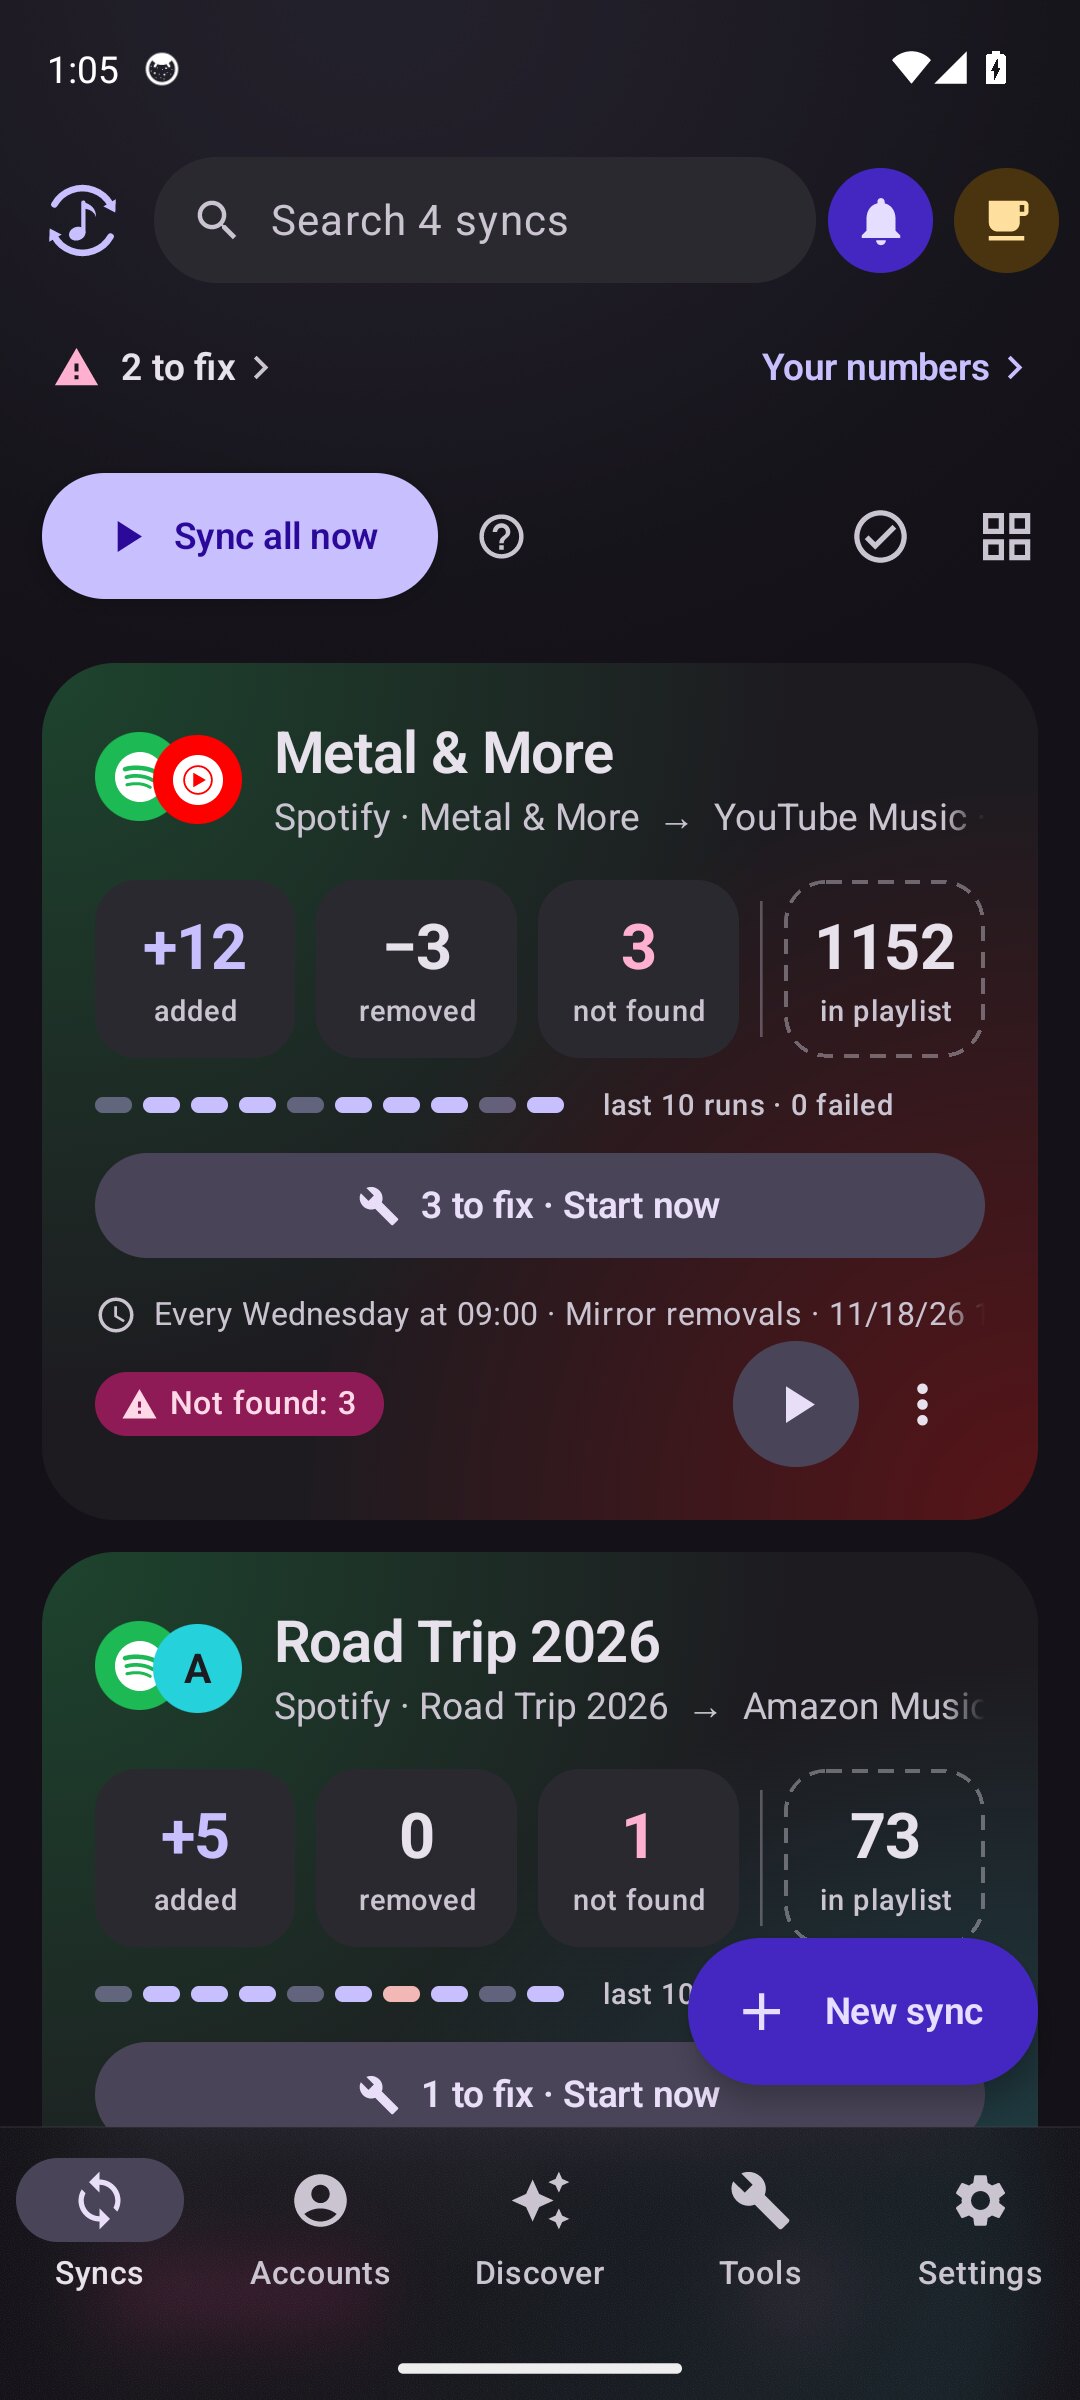 1:05
Search 4 syncs
2 to fix
Your numbers
Sync all now
Metal & More
Spotify · Metal & More → YouTube Music
+12
added
−3
removed
3
not found
1152
in playlist
last 10 runs · 0 failed
3 to fix · Start now
Every Wednesday at 09:00 · Mirror removals · 11/18/26
Not found: 3
Road Trip 2026
A
Spotify · Road Trip 2026 → Amazon Music
+5
added
0
removed
1
not found
73
in playlist
last 10
New sync
1 to fix · Start now
Syncs
Accounts
Discover
Tools
Settings